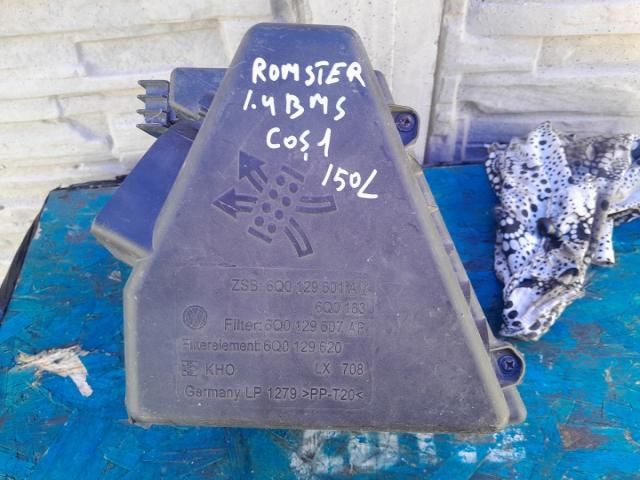 ROMSTER
1.4 BMS
COȘ 1
150L
ZSB: 6Q0 129 601 A
6Q0 183
Filter: 6Q0 129 607 AP
Filterelement: 6Q0 129 620
KHO LX 708
Germany LP 1279 >PP-T20<